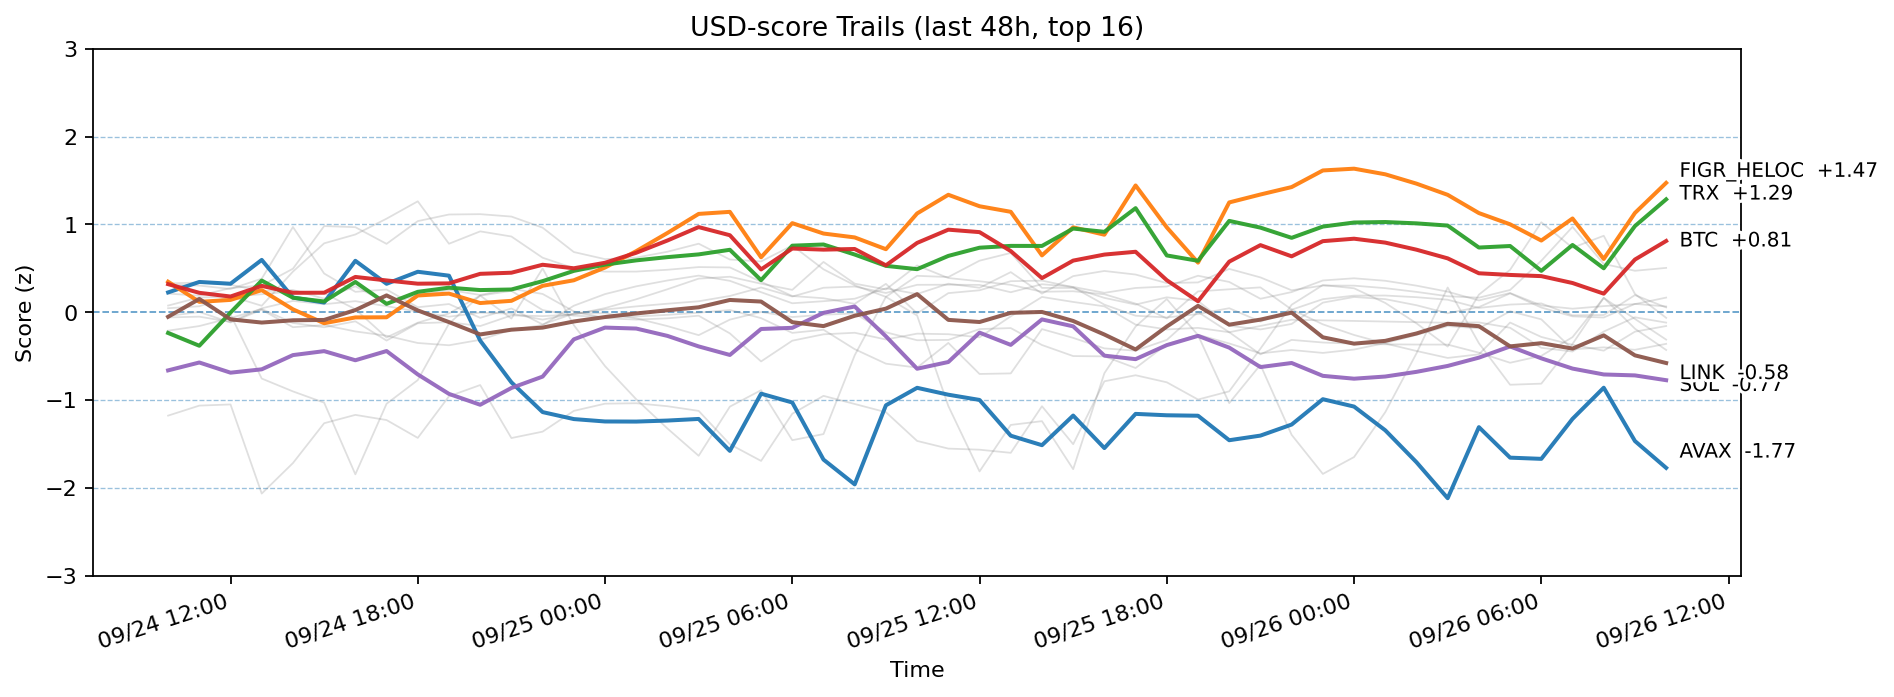 USD-score Trails (last 48h, top 16)
3
2
1
0
−1
−2
−3
Score (z)
FIGR_HELOC +1.47
TRX +1.29
BTC +0.81
LINK -0.58
SOL -0.77
AVAX -1.77
09/24 12:00
09/24 18:00
09/25 00:00
09/25 06:00
09/25 12:00
09/25 18:00
09/26 00:00
09/26 06:00
09/26 12:00
Time